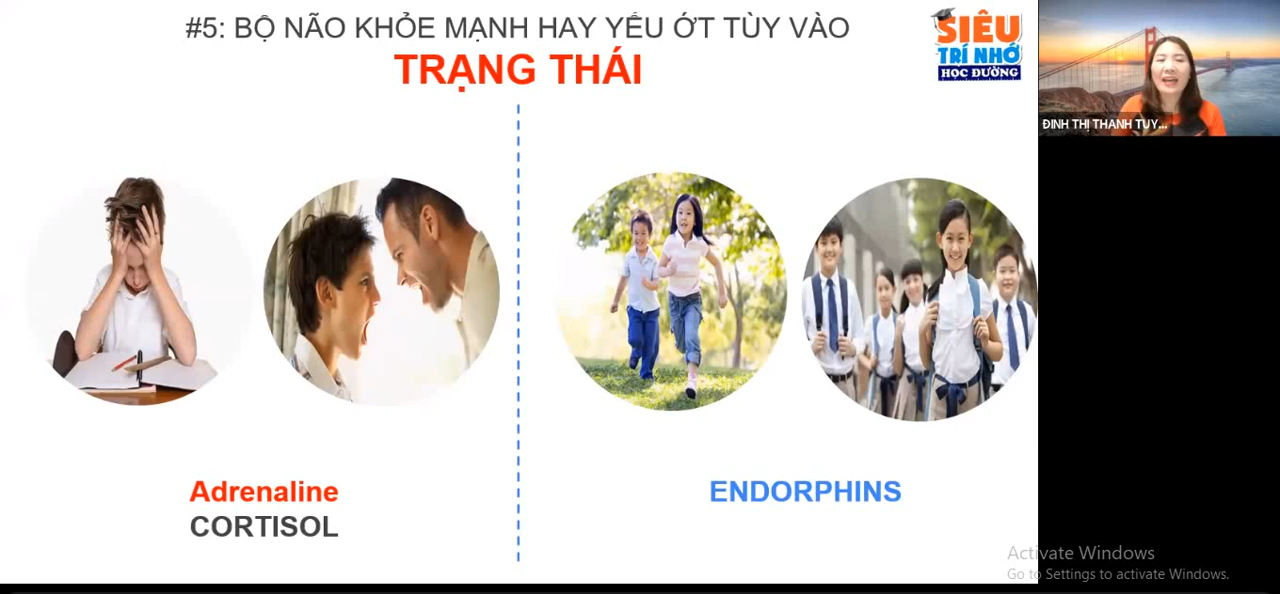 #5: BỘ NÃO KHỎE MẠNH HAY YẾU ỚT TÙY VÀO
TRẠNG THÁI
SIÊU
TRÍ NHỚ
HỌC ĐƯỜNG
ĐINH THỊ THANH TUY...
Adrenaline
CORTISOL
ENDORPHINS
Activate Windows
Go to Settings to activate Windows.